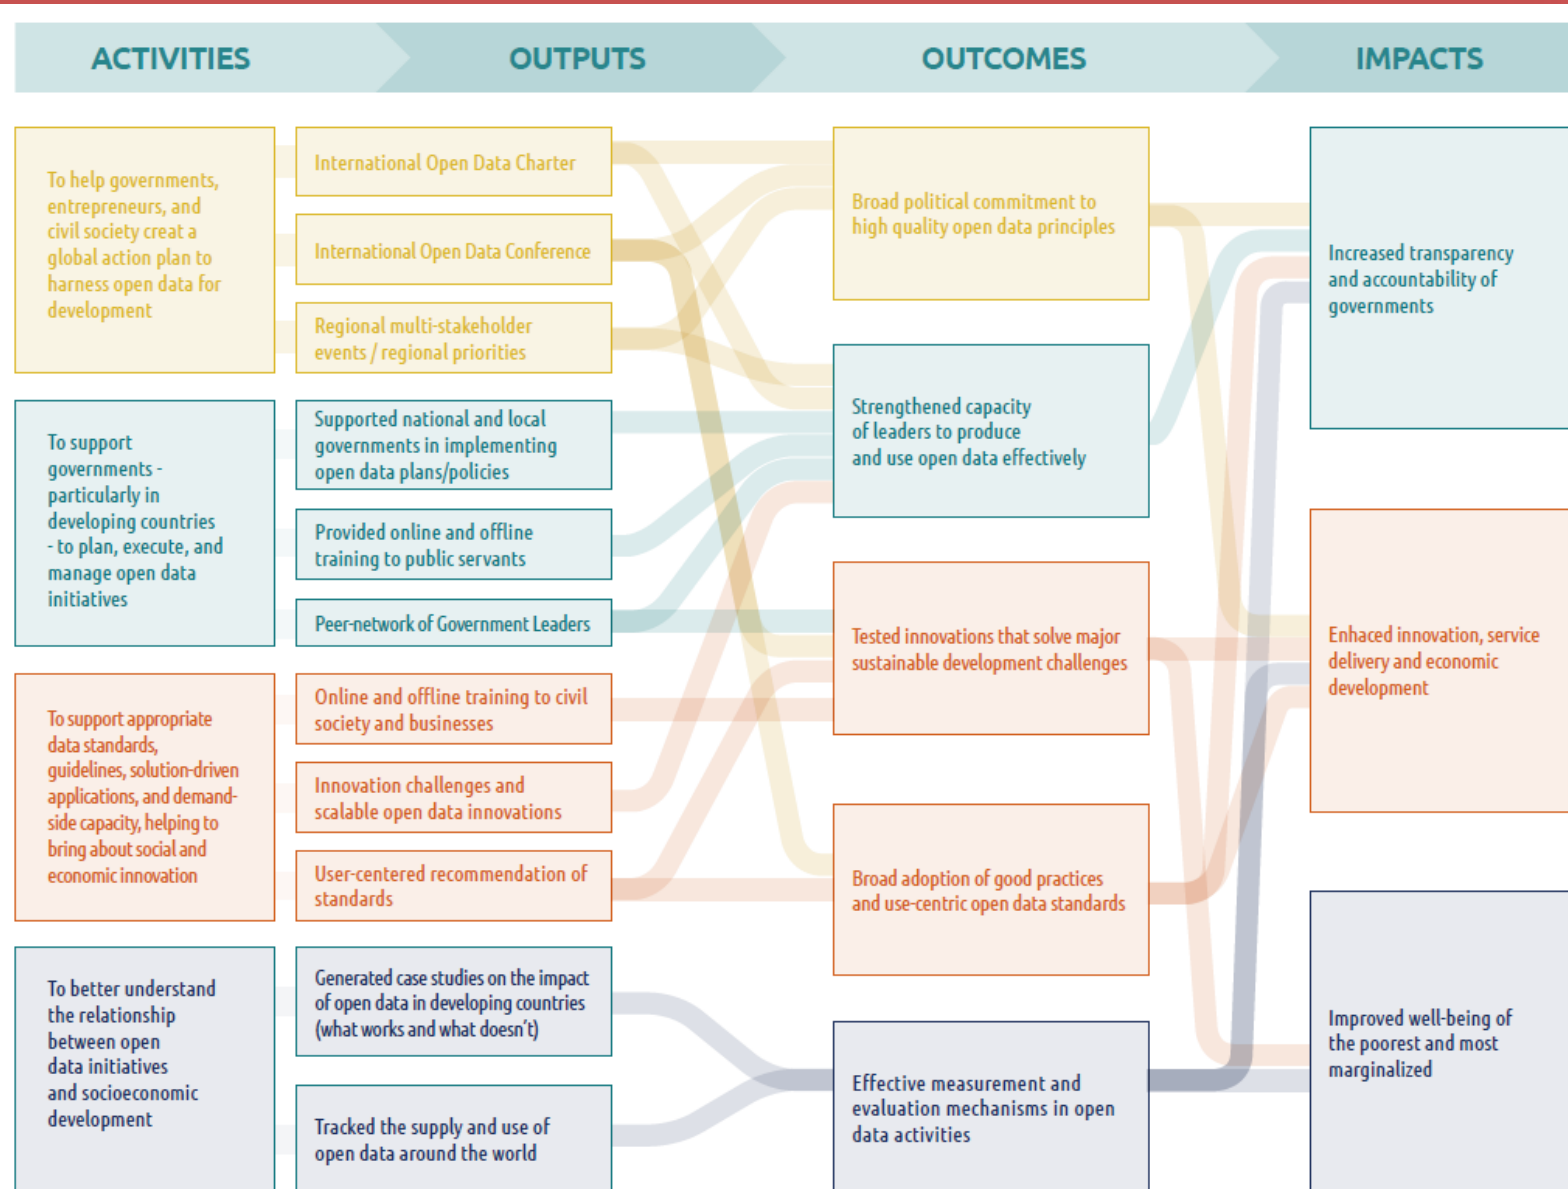 ACTIVITIES
OUTPUTS
OUTCOMES
IMPACTS
To help governments,
entrepreneurs, and
civil society creat a
global action plan to
harness open data for
development
To support
governments -
particularly in
developing countries
- to plan, execute, and
manage open data
initiatives
To support appropriate
data standards,
guidelines, solution-driven
applications, and demand-
side capacity, helping to
bring about social and
economic innovation
To better understand
the relationship
between open
data initiatives
and socioeconomic
development
International Open Data Charter
International Open Data Conference
Regional multi-stakeholder
events / regional priorities
Supported national and local
governments in implementing
open data plans/policies
Provided online and offline
training to public servants
Peer-network of Government Leaders
Online and offline training to civil
society and businesses
Innovation challenges and
scalable open data innovations
User-centered recommendation of
standards
Generated case studies on the impact
of open data in developing countries
(what works and what doesn't)
Tracked the supply and use of
open data around the world
Broad political commitment to
high quality open data principles
Strengthened capacity
of leaders to produce
and use open data effectively
Tested innovations that solve major
sustainable development challenges
Broad adoption of good practices
and use-centric open data standards
Effective measurement and
evaluation mechanisms in open
data activities
Increased transparency
and accountability of
governments
Enhaced innovation, service
delivery and economic
development
Improved well-being of
the poorest and most
marginalized